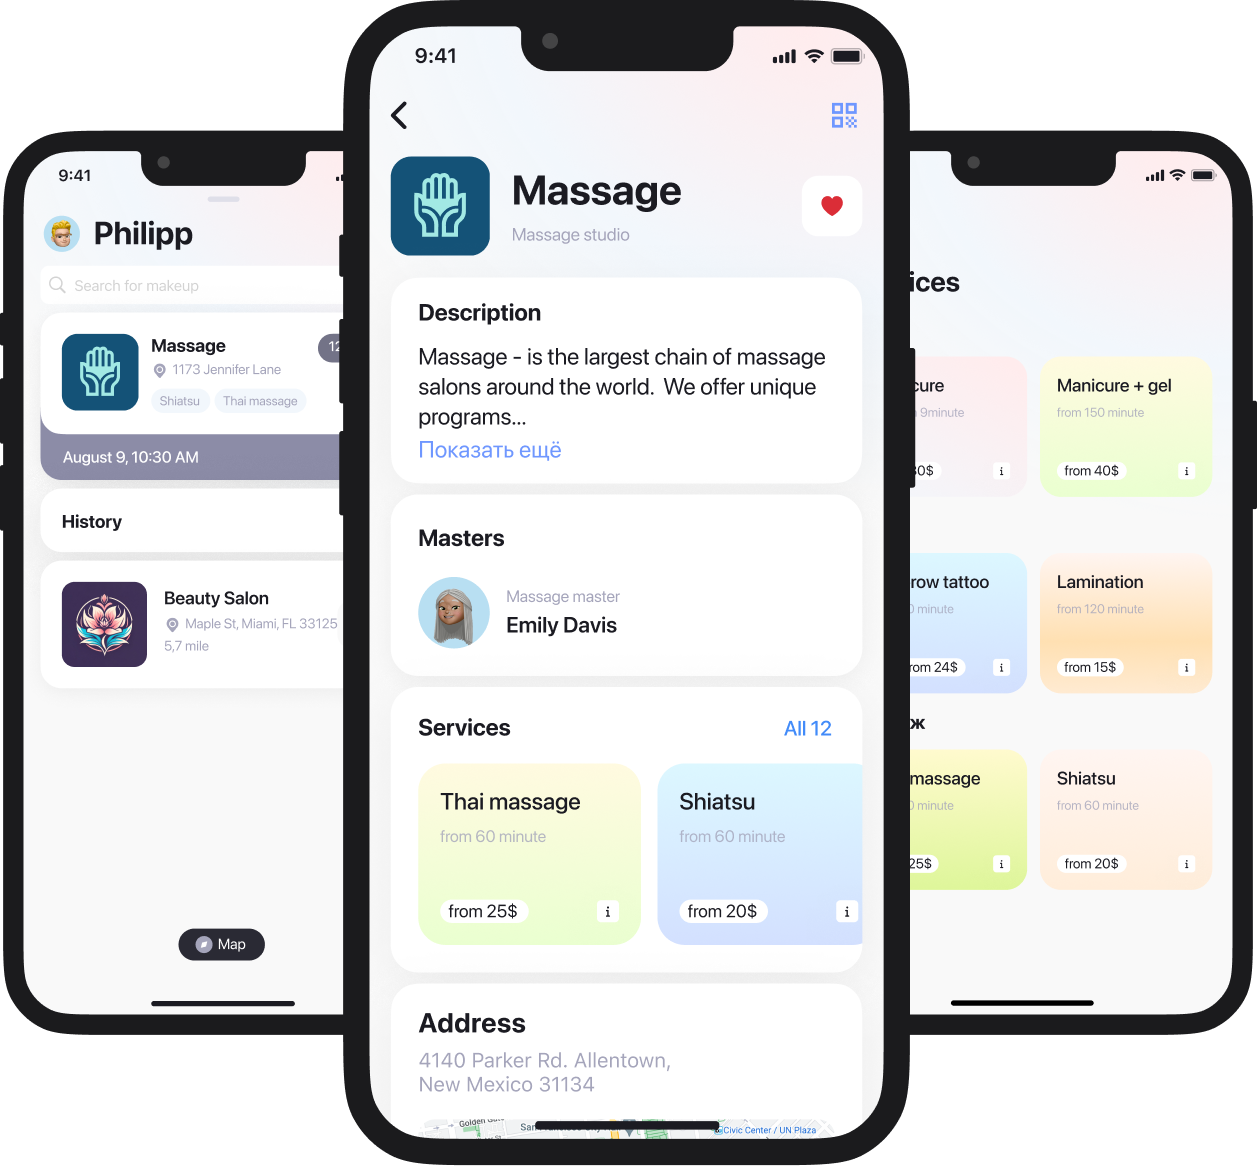 9:41
Philipp
Search for makeup
Massage
12
1173 Jennifer Lane
Shiatsu
Thai massage
August 9, 10:30 AM
History
Beauty Salon
Maple St, Miami, FL 33125
5,7 mile
Map
9:41
Massage
Massage studio
Description
Massage - is the largest chain of massage
salons around the world. We offer unique
programs...
Показать ещё
Masters
Massage master
Emily Davis
Services
All 12
Thai massage
from 60 minute
from 25$
i
Shiatsu
from 60 minute
from 20$
i
Address
4140 Parker Rd. Allentown,
New Mexico 31134
Golden Gate
San Francisco City
Civic Center / UN Plaza
ices
cure
9minute
30$
i
Manicure + gel
from 150 minute
from 40$
i
row tattoo
0 minute
rom 24$
i
Lamination
from 120 minute
from 15$
i
ж
massage
0 minute
25$
i
Shiatsu
from 60 minute
from 20$
i